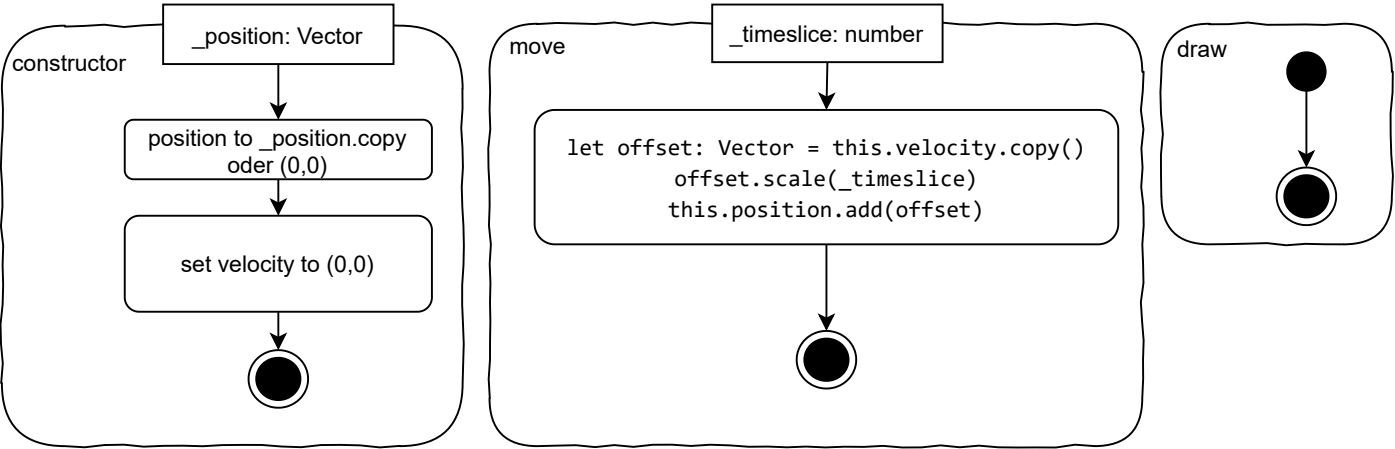 _position: Vector
constructor
position to _position.copy
oder (0,0)
set velocity to (0,0)
_timeslice: number
move
let offset: Vector = this.velocity.copy()
offset.scale(_timeslice)
this.position.add(offset)
draw